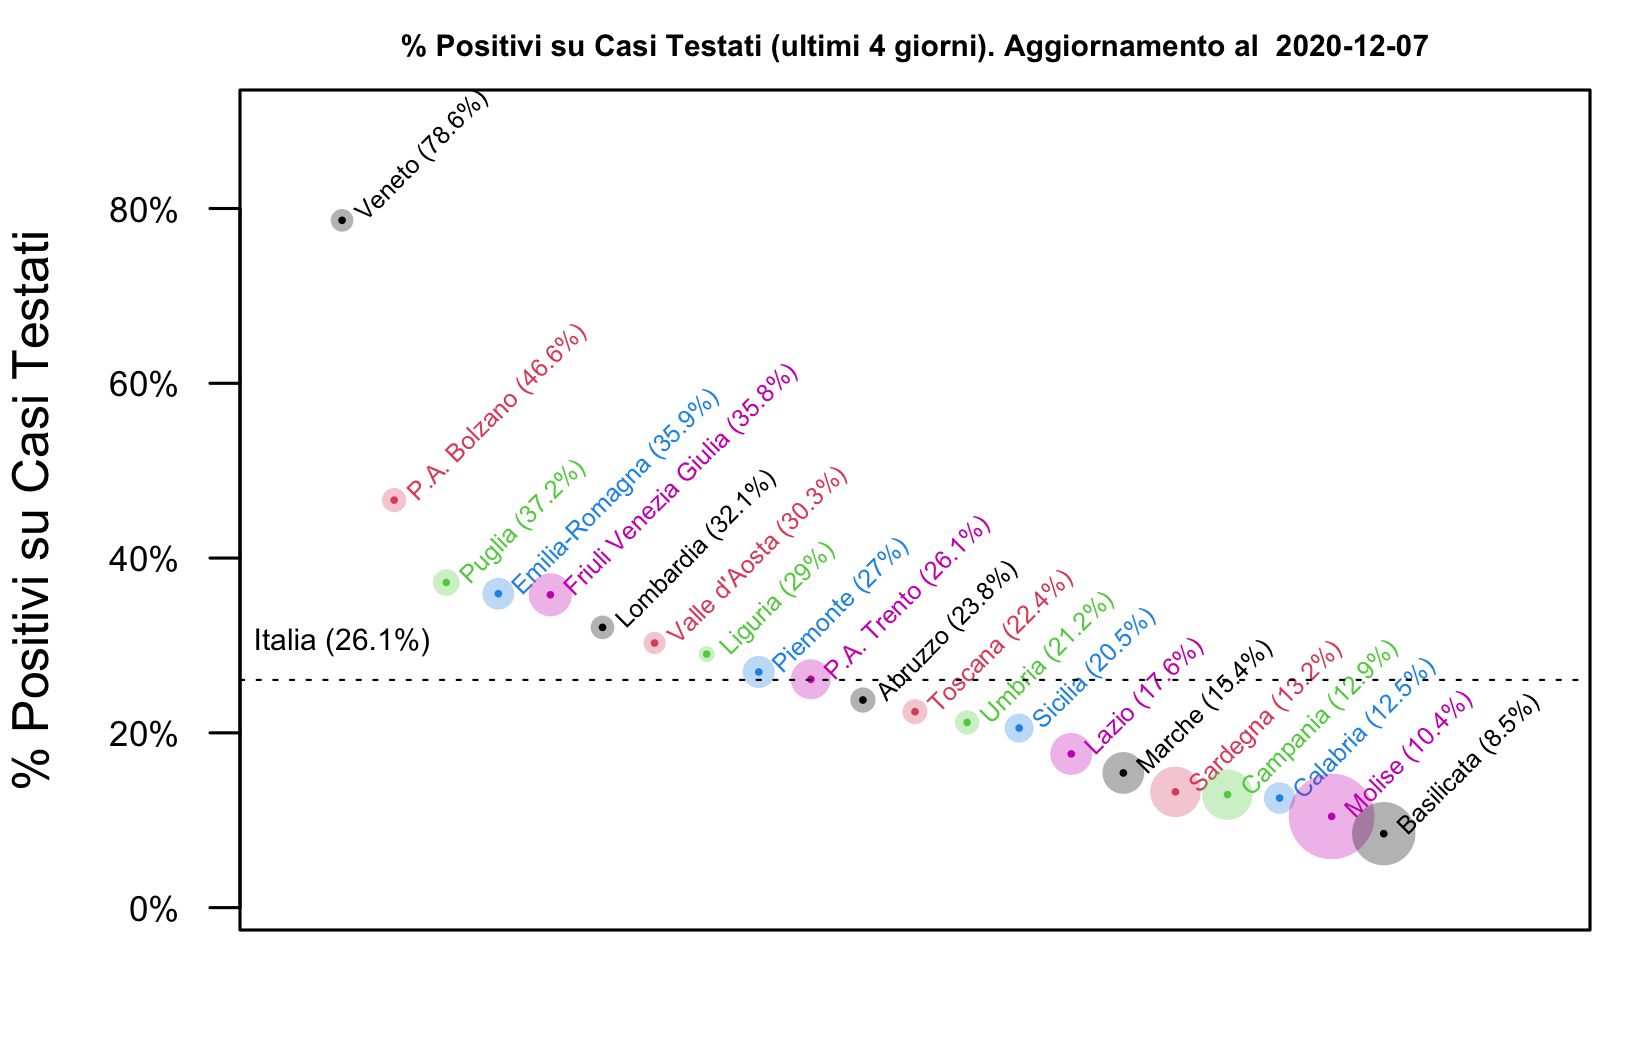 % Positivi su Casi Testati (ultimi 4 giorni). Aggiornamento al  2020-12-07
% Positivi su Casi Testati
80%
60%
40%
20%
0%
Veneto (78.6%)
P.A. Bolzano (46.6%)
Puglia (37.2%)
Emilia-Romagna (35.9%)
Friuli Venezia Giulia (35.8%)
Lombardia (32.1%)
Valle d'Aosta (30.3%)
Liguria (29%)
Piemonte (27%)
P.A. Trento (26.1%)
Abruzzo (23.8%)
Toscana (22.4%)
Umbria (21.2%)
Sicilia (20.5%)
Lazio (17.6%)
Marche (15.4%)
Sardegna (13.2%)
Campania (12.9%)
Calabria (12.5%)
Molise (10.4%)
Basilicata (8.5%)
Italia (26.1%)